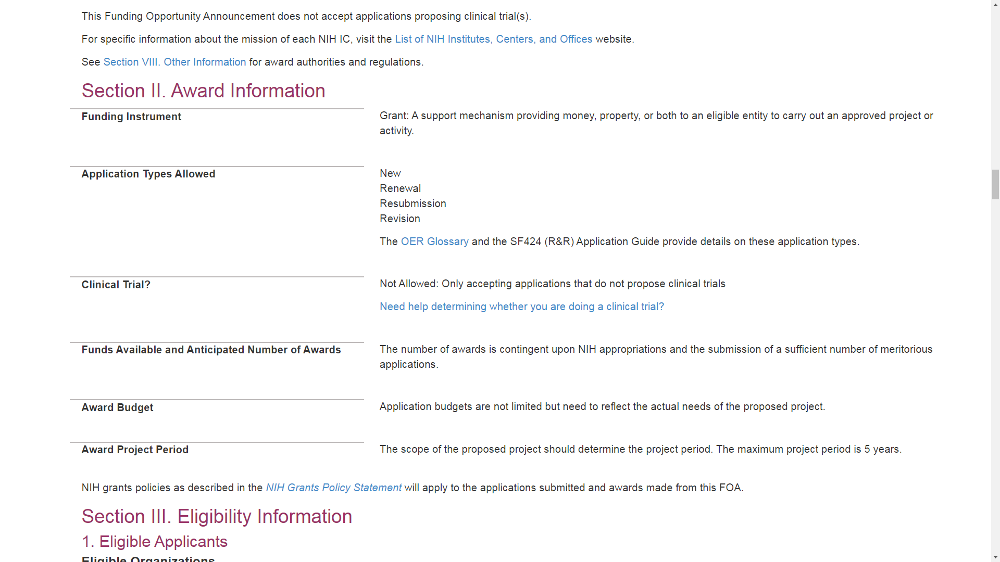 This Funding Opportunity Announcement does not accept applications proposing clinical trial(s).
For specific information about the mission of each NIH IC, visit the List of NIH Institutes, Centers, and Offices website.
See Section VIII. Other Information for award authorities and regulations.
Section II. Award Information
Funding Instrument
Grant: A support mechanism providing money, property, or both to an eligible entity to carry out an approved project or
activity.
Application Types Allowed
New
Renewal
Resubmission
Revision
The OER Glossary and the SF424 (R&R) Application Guide provide details on these application types.
Clinical Trial?
Not Allowed: Only accepting applications that do not propose clinical trials
Need help determining whether you are doing a clinical trial?
Funds Available and Anticipated Number of Awards
The number of awards is contingent upon NIH appropriations and the submission of a sufficient number of meritorious
applications.
Award Budget
Application budgets are not limited but need to reflect the actual needs of the proposed project.
Award Project Period
The scope of the proposed project should determine the project period. The maximum project period is 5 years.
NIH grants policies as described in the NIH Grants Policy Statement will apply to the applications submitted and awards made from this FOA.
Section III. Eligibility Information
1. Eligible Applicants
Eligible Organizations